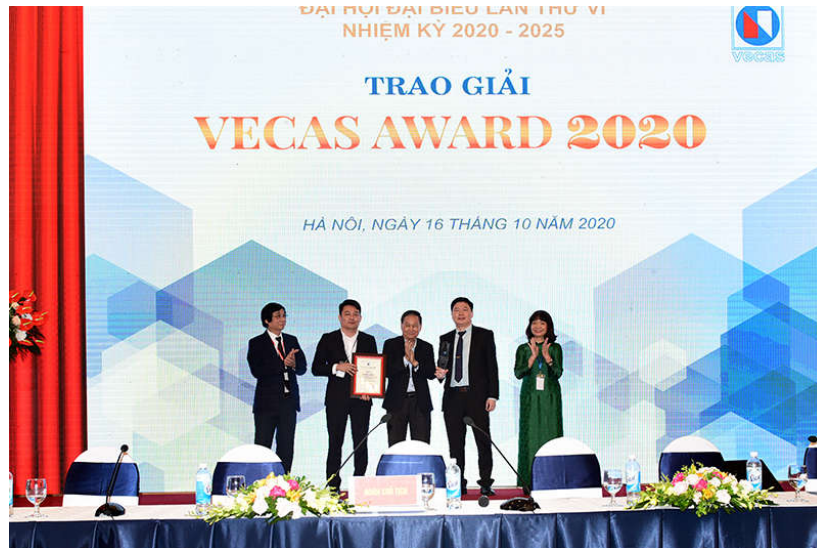 ĐẠI HỘI ĐẠI BIỂU LẦN THỨ VI
NHIỆM KỲ 2020 - 2025
vecas
TRAO GIẢI
VECAS AWARD 2020
HÀ NỘI, NGÀY 16 THÁNG 10 NĂM 2020